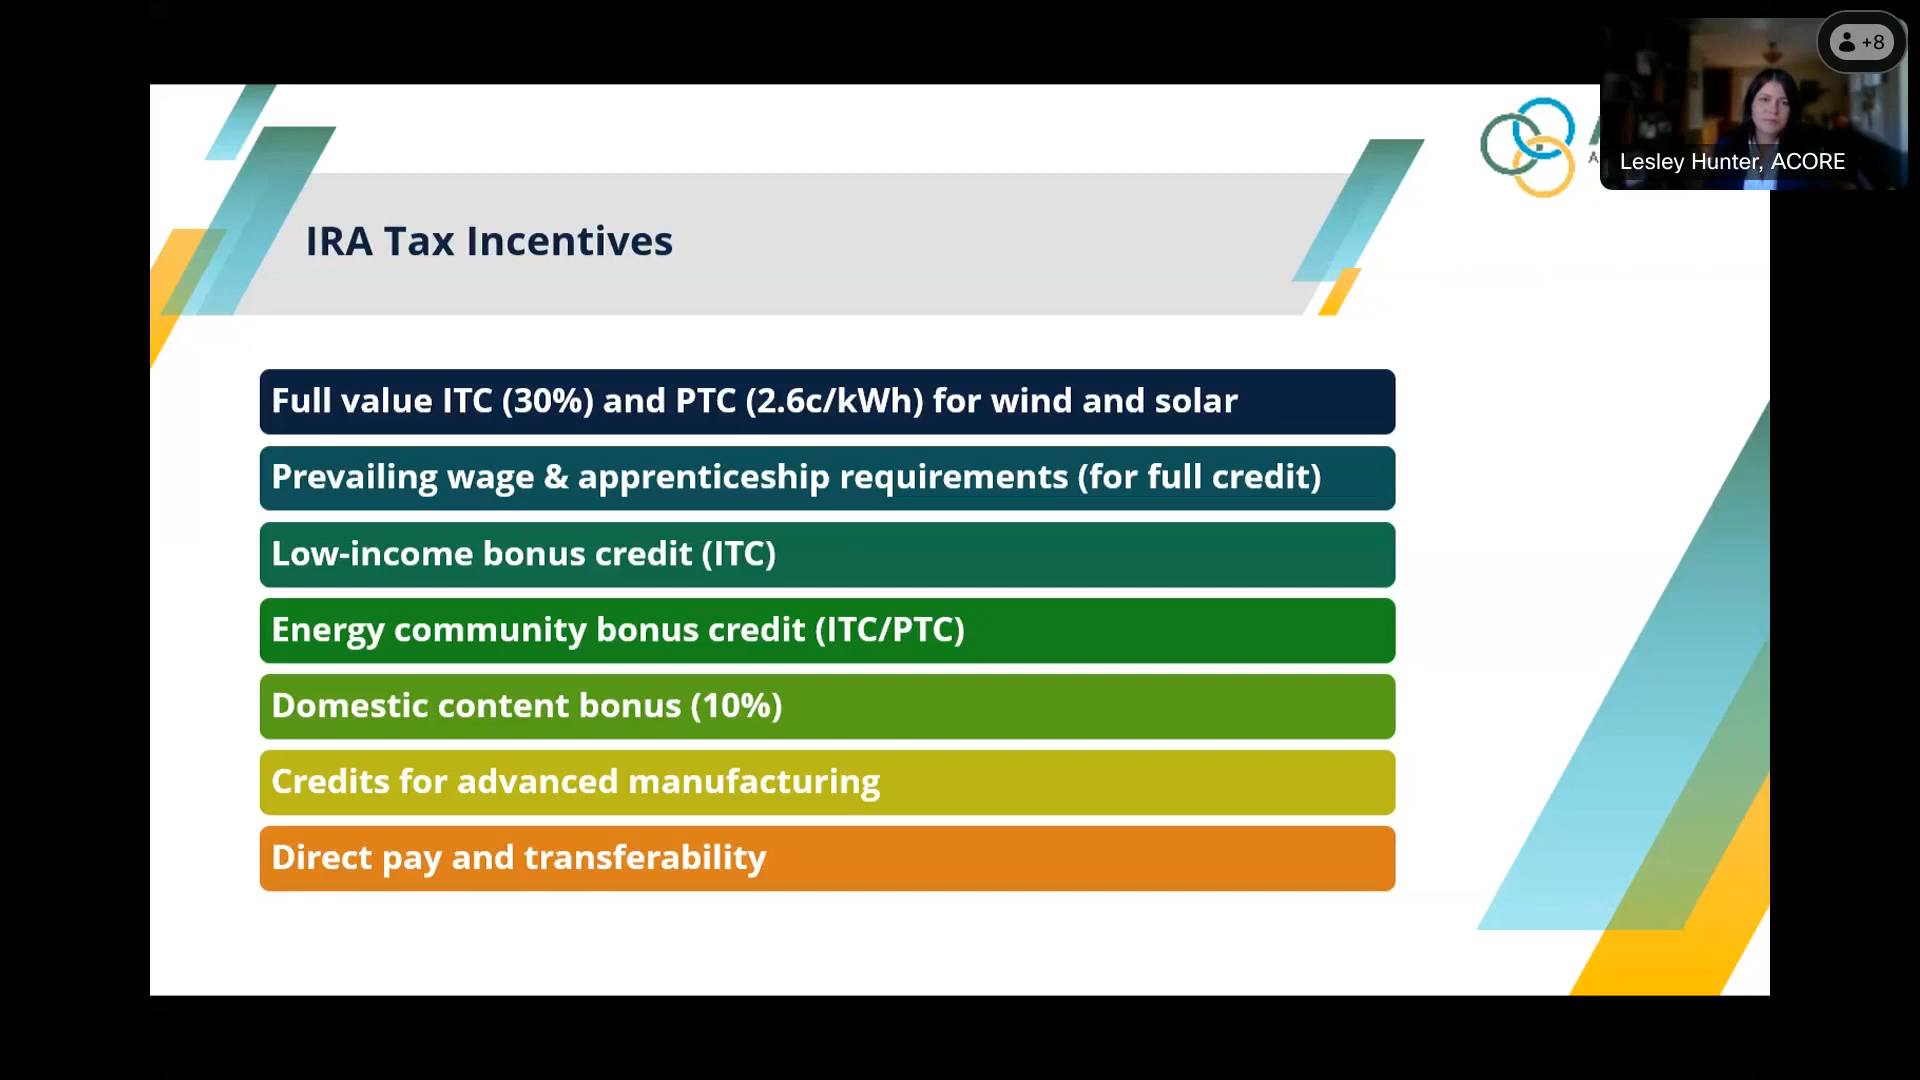 +8
Lesley Hunter, ACORE
IRA Tax Incentives
Full value ITC (30%) and PTC (2.6c/kWh) for wind and solar
Prevailing wage & apprenticeship requirements (for full credit)
Low-income bonus credit (ITC)
Energy community bonus credit (ITC/PTC)
Domestic content bonus (10%)
Credits for advanced manufacturing
Direct pay and transferability